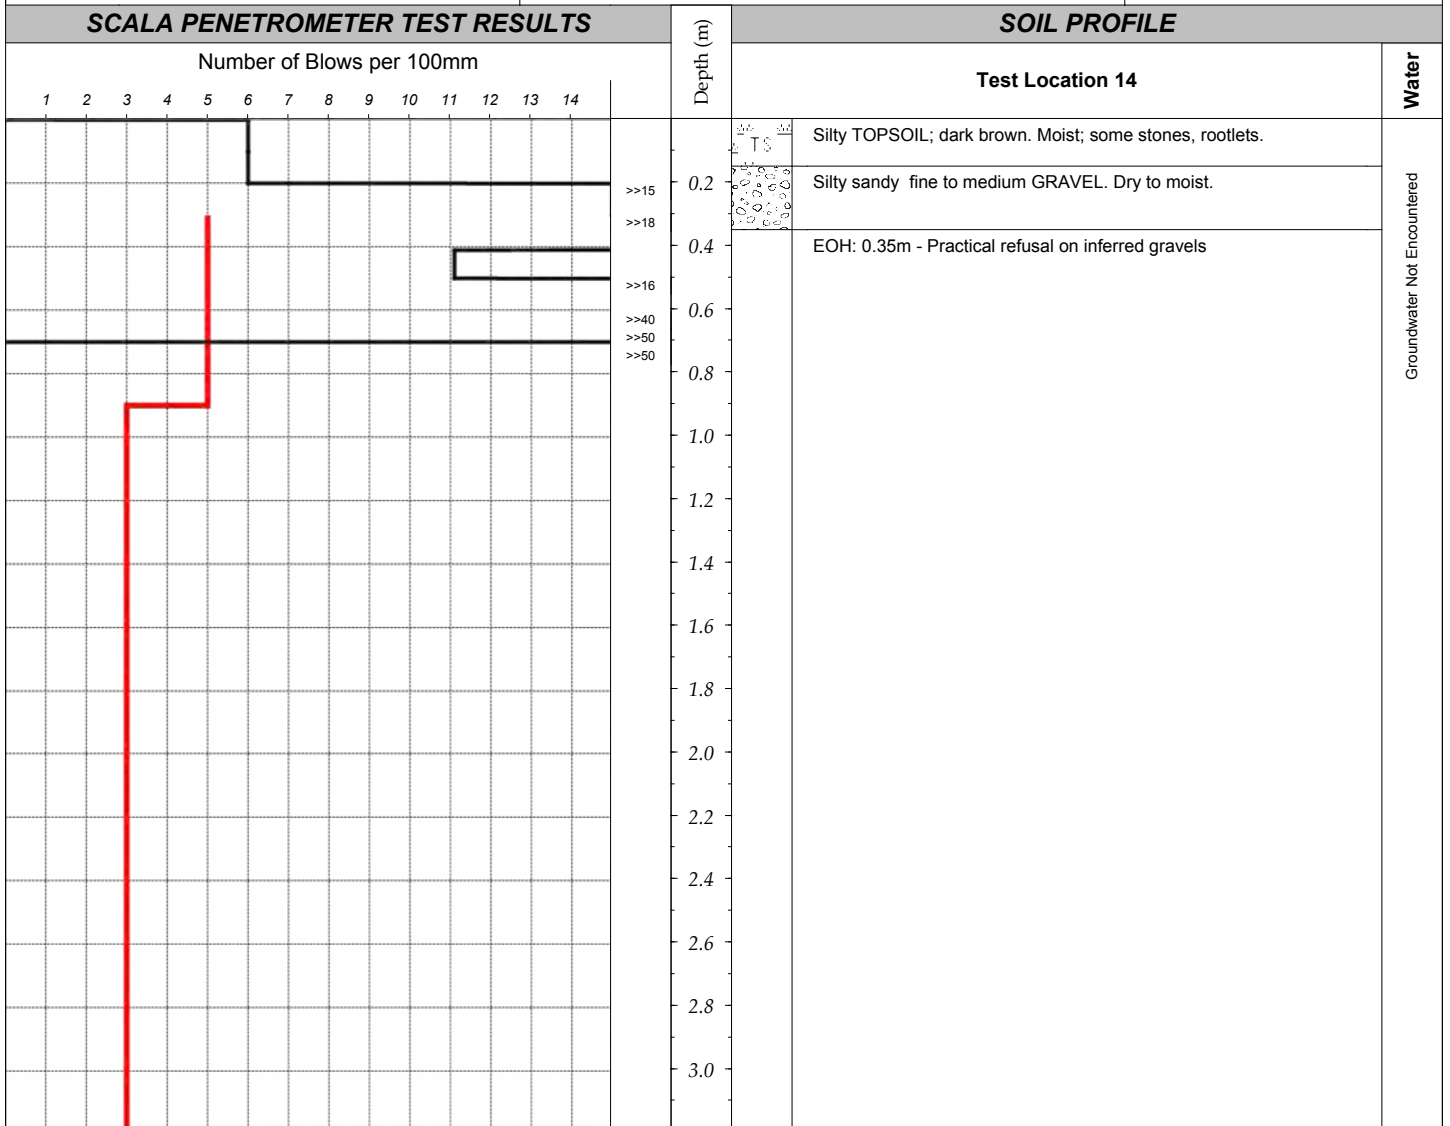 SCALA PENETROMETER TEST RESULTS
Number of Blows per 100mm
1 2 3 4 5 6 7 8 9 10 11 12 13 14
>>15
>>18
>>16
>>40
>>50
>>50
Depth (m)
0.2
0.4
0.6
0.8
1.0
1.2
1.4
1.6
1.8
2.0
2.2
2.4
2.6
2.8
3.0
SOIL PROFILE
Test Location 14
Water
TS
Silty TOPSOIL; dark brown. Moist; some stones, rootlets.
Silty sandy fine to medium GRAVEL. Dry to moist.
EOH: 0.35m - Practical refusal on inferred gravels
Groundwater Not Encountered